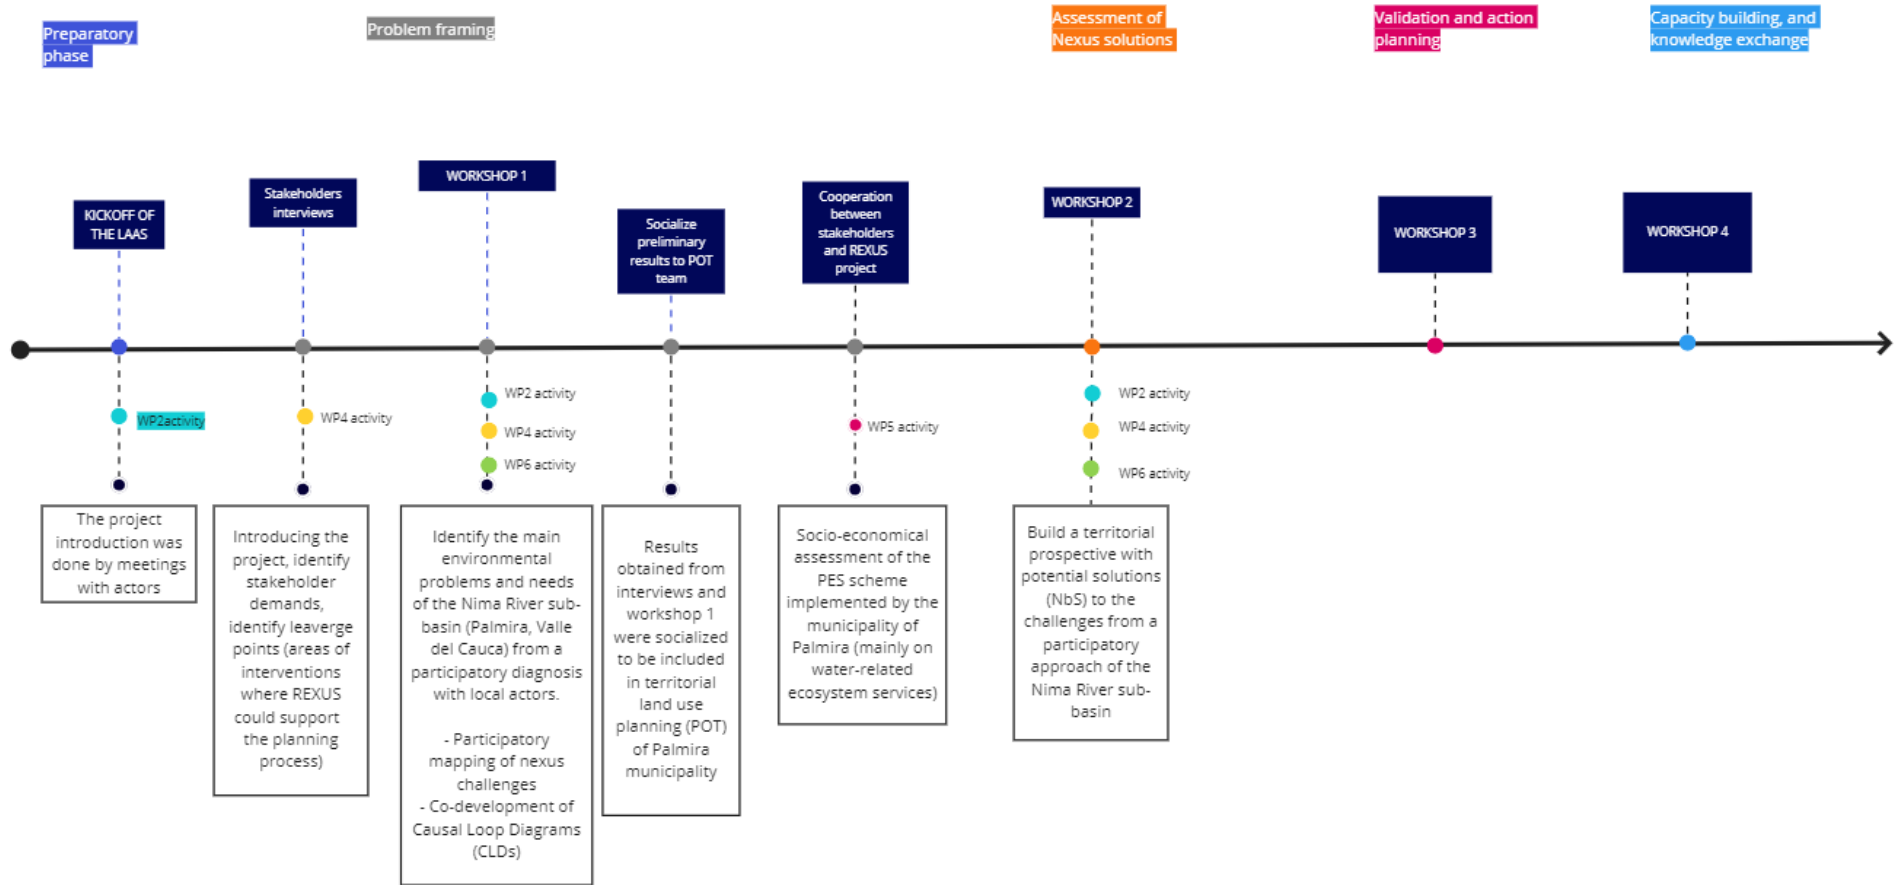 Preparatory
phase
Problem framing
Assessment of
Nexus solutions
Validation and action
planning
Capacity building, and
knowledge exchange
KICKOFF OF
THE LAAS
Stakeholders
interviews
WORKSHOP 1
Socialize
preliminary
results to POT
team
Cooperation
between
stakeholders
and REXUS
project
WORKSHOP 2
WORKSHOP 3
WORKSHOP 4
WP2activity
WP4 activity
WP2 activity
WP4 activity
WP6 activity
WP5 activity
WP2 activity
WP4 activity
WP6 activity
The project
introduction was
done by meetings
with actors
Introducing the
project, identify
stakeholder
demands,
identify leaverge
points (areas of
interventions
where REXUS
could support
the planning
process)
Identify the main
environmental
problems and needs
of the Nima River sub-
basin (Palmira, Valle
del Cauca) from a
participatory diagnosis
with local actors.
- Participatory
mapping of nexus
challenges
- Co-development of
Causal Loop Diagrams
(CLDs)
Results
obtained from
interviews and
workshop 1
were socialized
to be included
in territorial
land use
planning (POT)
of Palmira
municipality
Socio-economical
assessment of the
PES scheme
implemented by the
municipality of
Palmira (mainly on
water-related
ecosystem services)
Build a territorial
prospective with
potential solutions
(NbS) to the
challenges from a
participatory
approach of the
Nima River sub-
basin